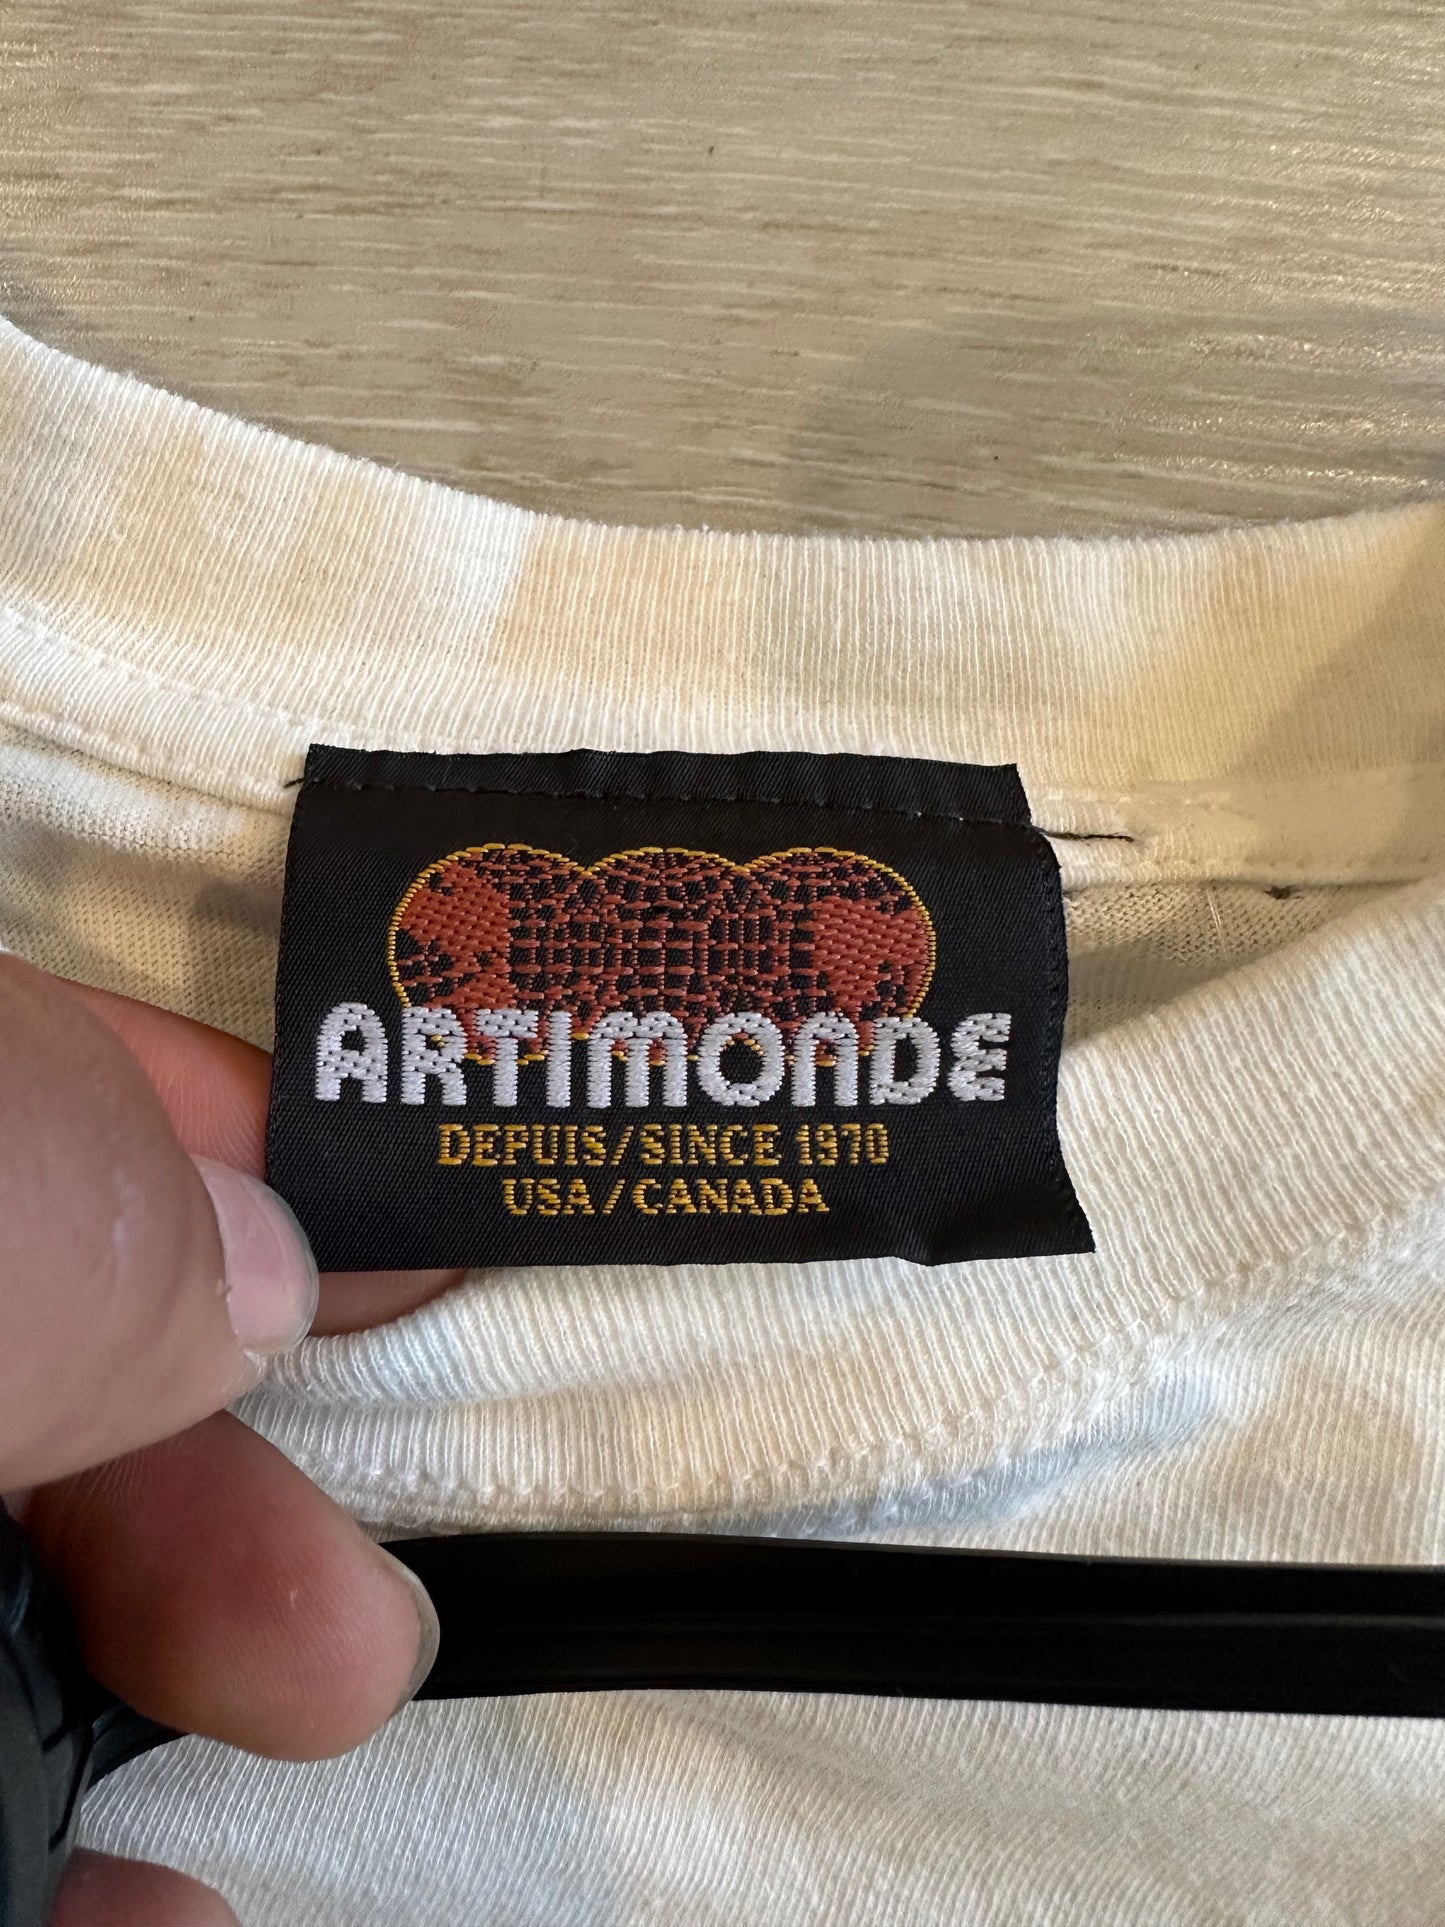 ARTIMONDE
DEPUIS/SINCE 1970
USA/CANADA